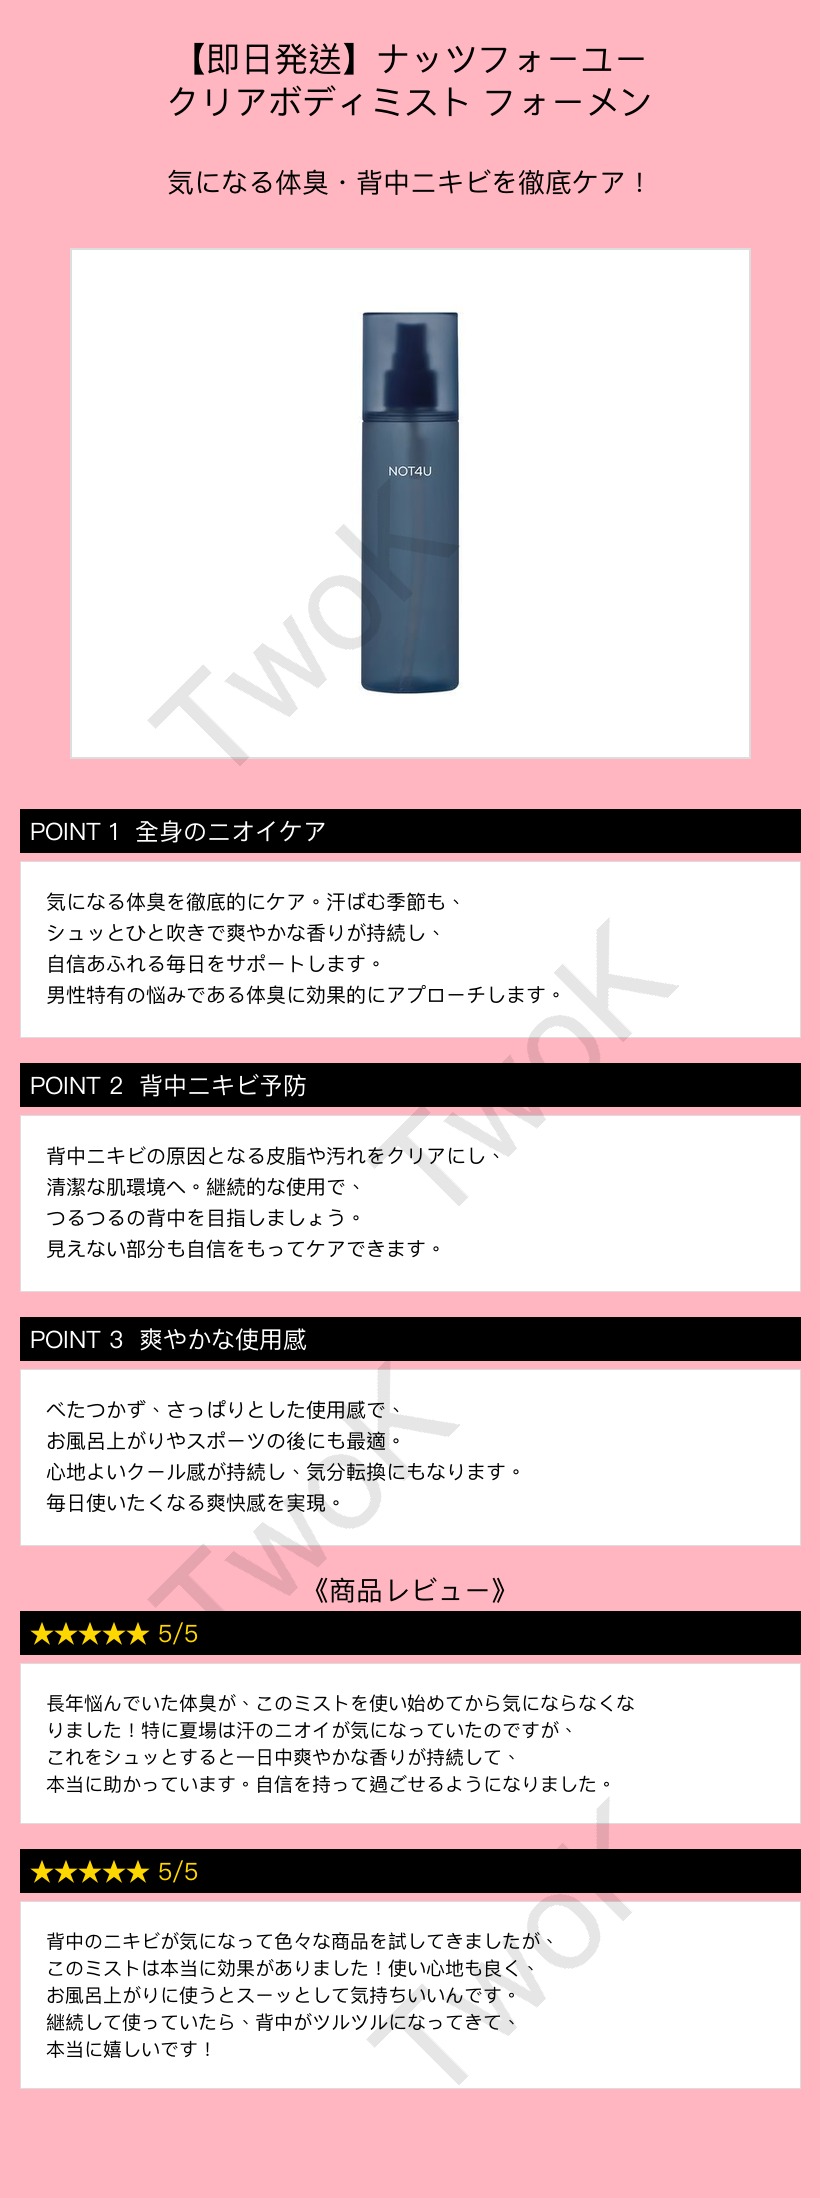 【即日発送】ナッツフォーユー
クリアボディミスト フォーメン
気になる体臭・背中ニキビを徹底ケア！
NOT4U
TwoK
POINT 1 全身のニオイケア
気になる体臭を徹底的にケア。汗ばむ季節も、
シュッとひと吹きで爽やかな香りが持続し、
自信あふれる毎日をサポートします。
男性特有の悩みである体臭に効果的にアプローチします。
TwoK
POINT 2 背中ニキビ予防
背中ニキビの原因となる皮脂や汚れをクリアにし、
清潔な肌環境へ。継続的な使用で、
つるつるの背中を目指しましょう。
見えない部分も自信をもってケアできます。
POINT 3 爽やかな使用感
べたつかず、さっぱりとした使用感で、
お風呂上がりやスポーツの後にも最適。
心地よいクール感が持続し、気分転換にもなります。
毎日使いたくなる爽快感を実現。
TwoK
《商品レビュー》
★★★★★ 5/5
長年悩んでいた体臭が、このミストを使い始めてから気にならなくな
りました！特に夏場は汗のニオイが気になっていたのですが、
これをシュッとすると一日中爽やかな香りが持続して、
本当に助かっています。自信を持って過ごせるようになりました。
★★★★★ 5/5
背中のニキビが気になって色々な商品を試してきましたが、
このミストは本当に効果がありました！使い心地も良く、
お風呂上がりに使うとスーッとして気持ちいいんです。
継続して使っていたら、背中がツルツルになってきて、
本当に嬉しいです！
TwoK